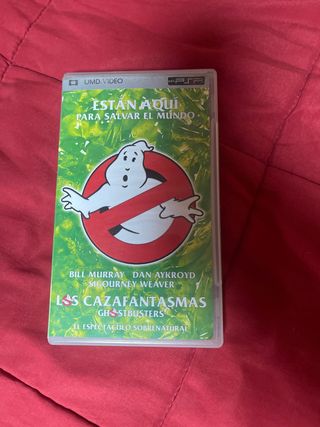 UMD VIDEO
PSP
ESTÁN AQUÍ
PARA SALVAR EL MUNDO
BILL MURRAY DAN AYKROYD
SIGOURNEY WEAVER
LOS CAZAFANTASMAS
GHOSTBUSTERS
EL ESPECTACULO SOBRENATURAL